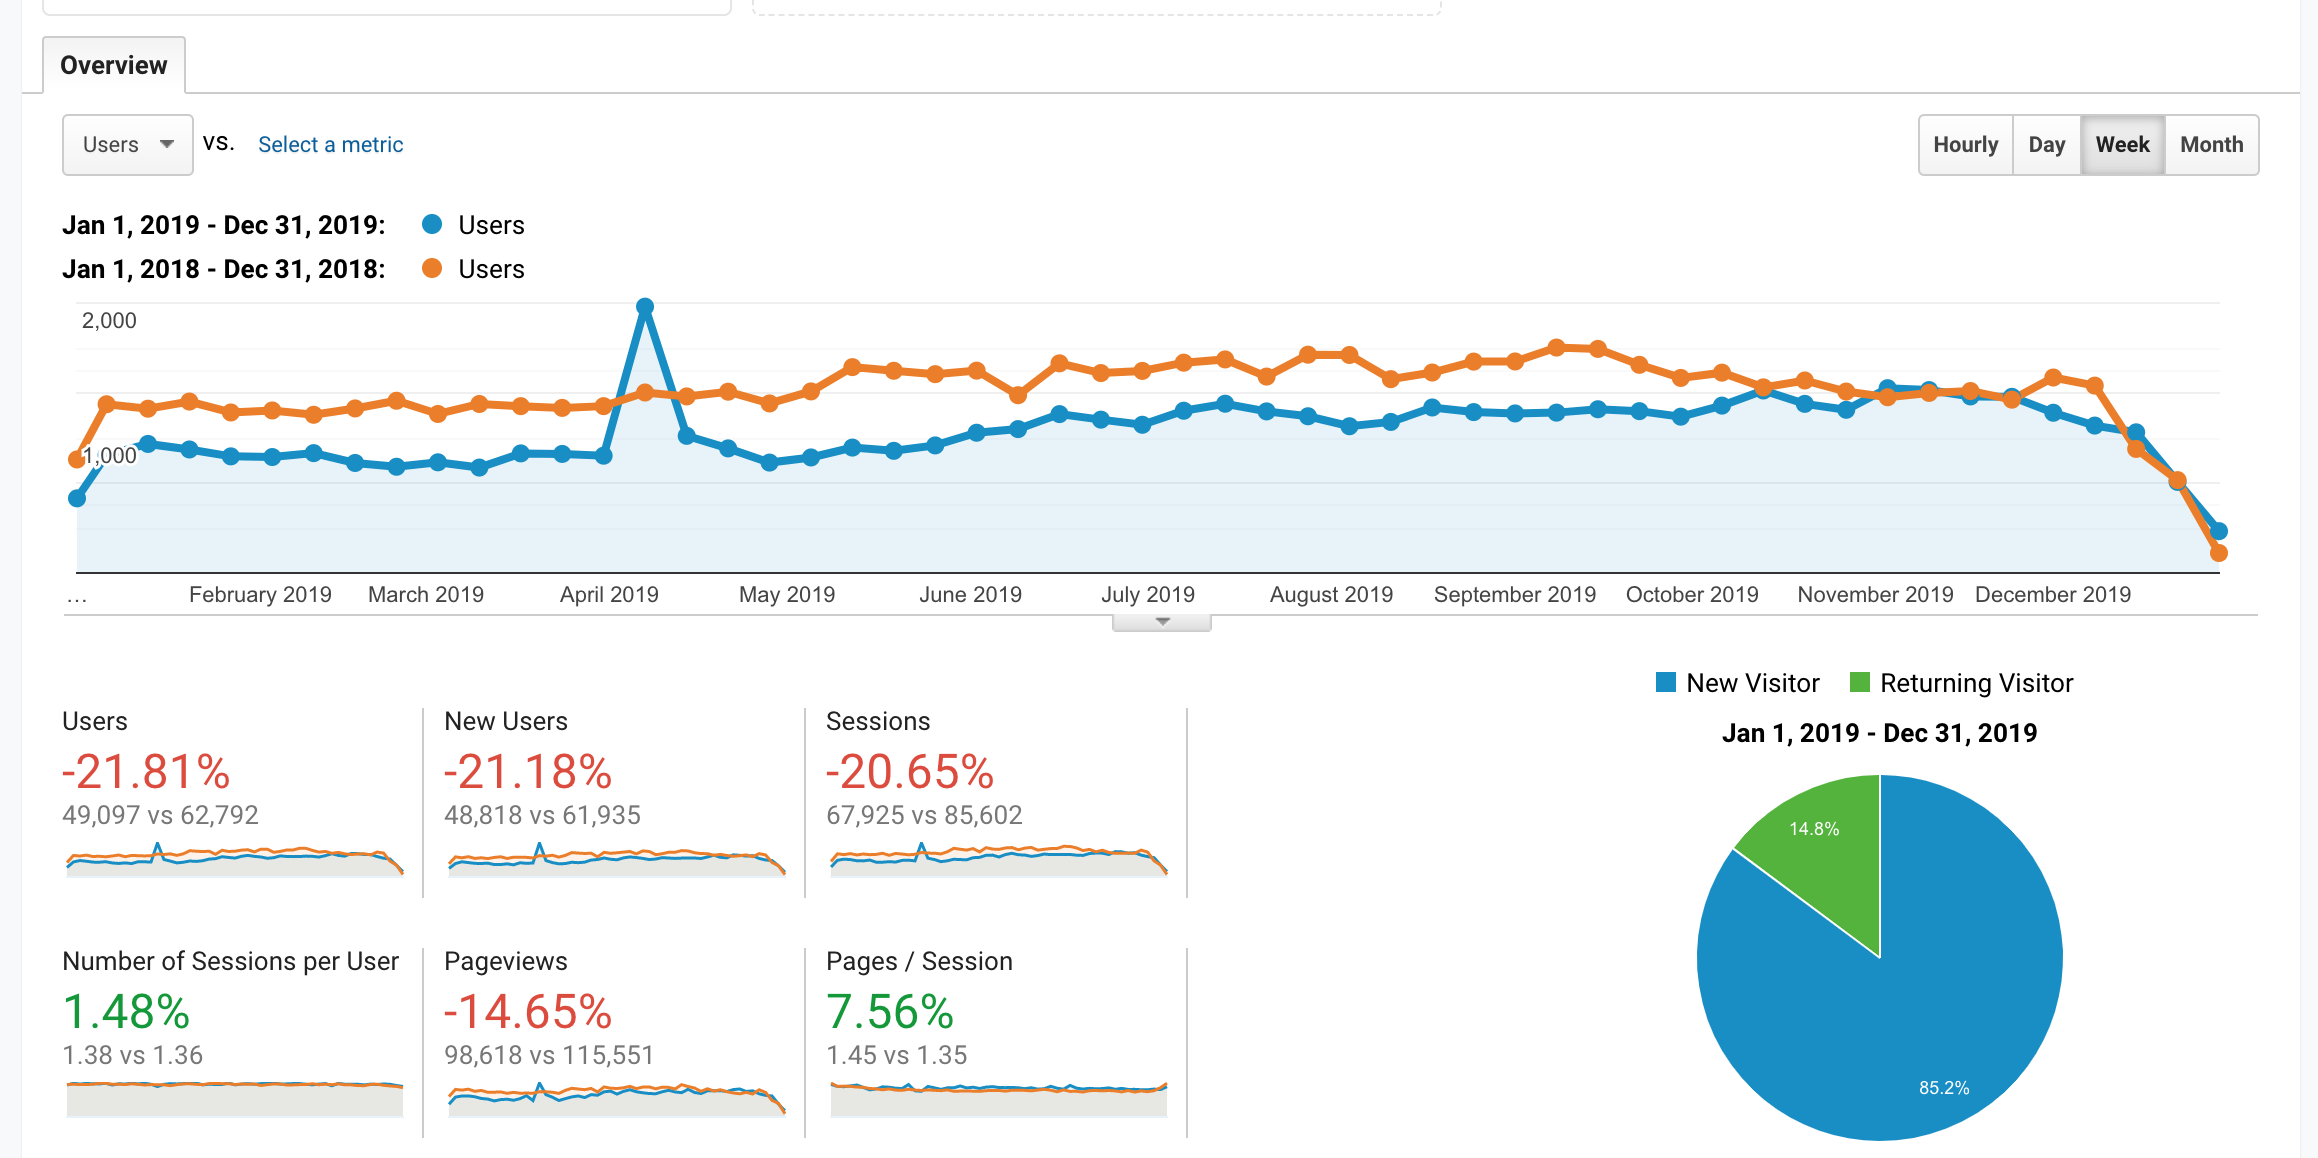 Overview
Users vs. Select a metric
Hourly Day Week Month
Jan 1, 2019 - Dec 31, 2019: Users
Jan 1, 2018 - Dec 31, 2018: Users
2,000
1,000
... February 2019 March 2019 April 2019 May 2019 June 2019 July 2019 August 2019 September 2019 October 2019 November 2019 December 2019
New Visitor Returning Visitor
Jan 1, 2019 - Dec 31, 2019
14.8%
85.2%
Users
-21.81%
49,097 vs 62,792
New Users
-21.18%
48,818 vs 61,935
Sessions
-20.65%
67,925 vs 85,602
Number of Sessions per User
1.48%
1.38 vs 1.36
Pageviews
-14.65%
98,618 vs 115,551
Pages / Session
7.56%
1.45 vs 1.35